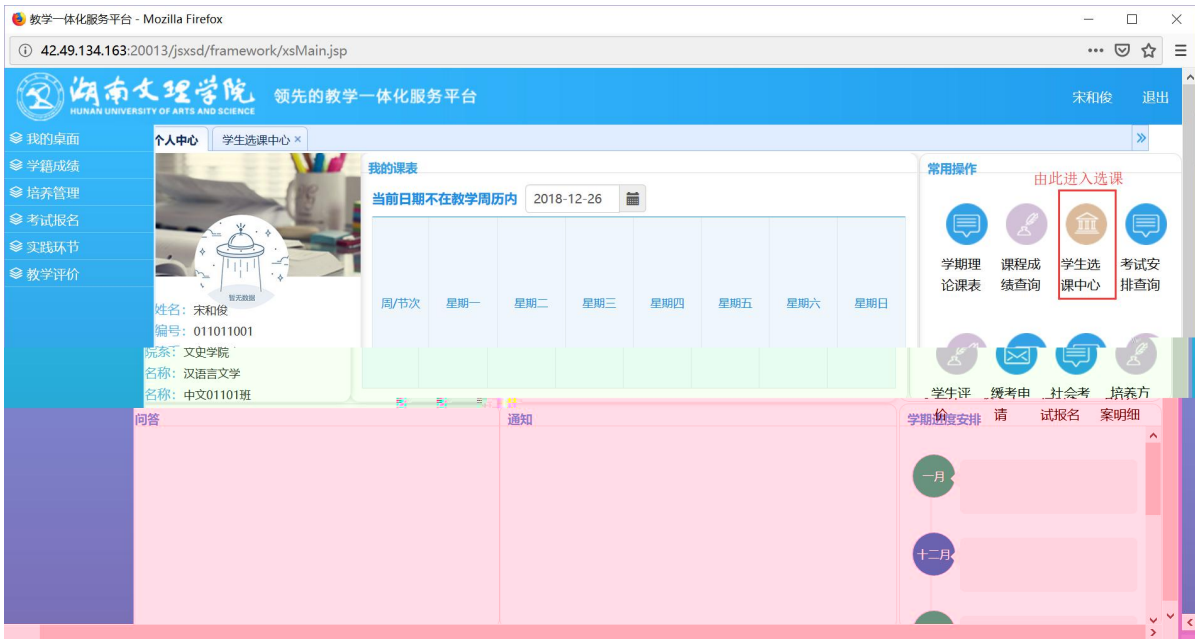 教学一体化服务平台 - Mozilla Firefox
42.49.134.163:20013/jsxsd/framework/xsMain.jsp
湖南文理学院
HUNAN UNIVERSITY OF ARTS AND SCIENCE
领先的教学一体化服务平台
宋和俊 退出
我的桌面
学籍成绩
培养管理
考试报名
实践环节
教学评价
个人中心 学生选课中心 ×
暂无数据
姓名：宋和俊
编号：011011001
院系：文史学院
名称：汉语言文学
名称：中文01101班
我的课表
当前日期不在教学周历内 2018-12-26
周/节次 星期一 星期二 星期三 星期四 星期五 星期六 星期日
常用操作
由此进入选课
学期理论课表
课程成绩查询
学生选课中心
考试安排查询
学生评价
缓考申请
社会考试报名
培养方案明细
问答
通知
学期进度安排
一月
十二月